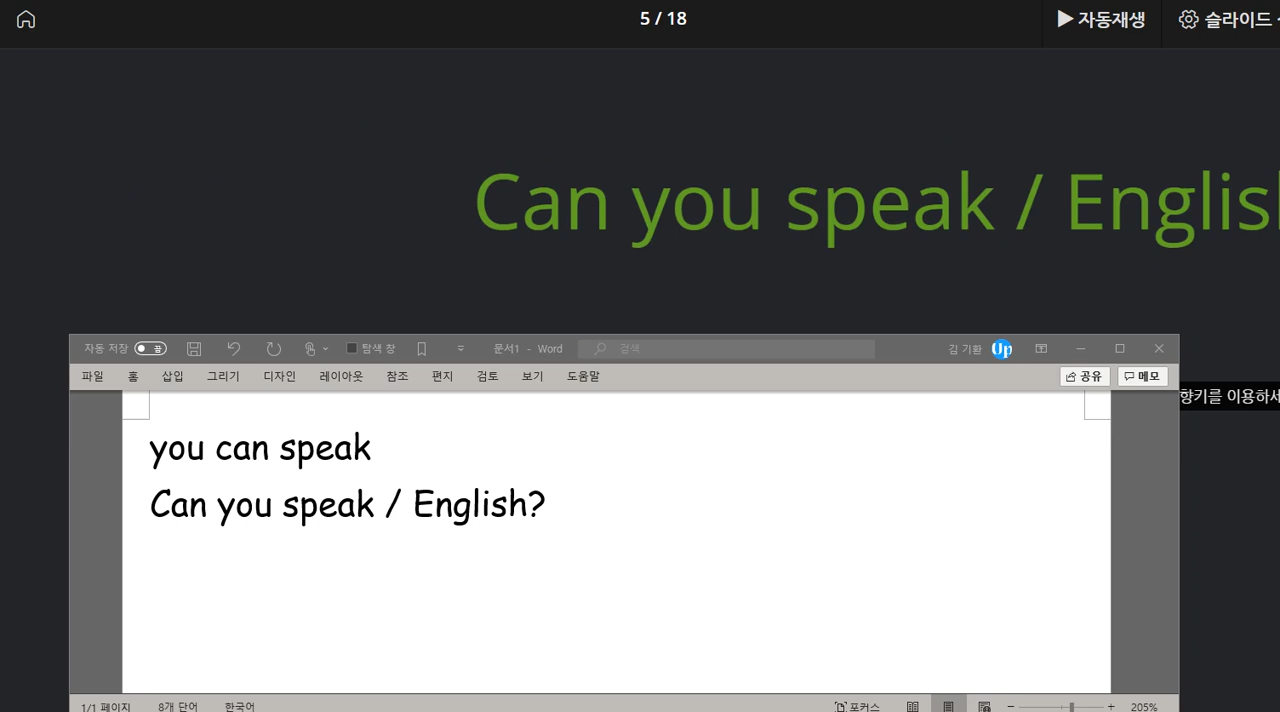 5 / 18
▶ 자동재생
슬라이드
Can you speak / Englis
자동 저장 끔
탐색 창
문서1 - Word
검색
김 기환
Up
파일 홈 삽입 그리기 디자인 레이아웃 참조 편지 검토 보기 도움말
공유
메모
향키를 이용하세
you can speak
Can you speak / English?
1/1 페이지 8개 단어 한국어
포커스
205%